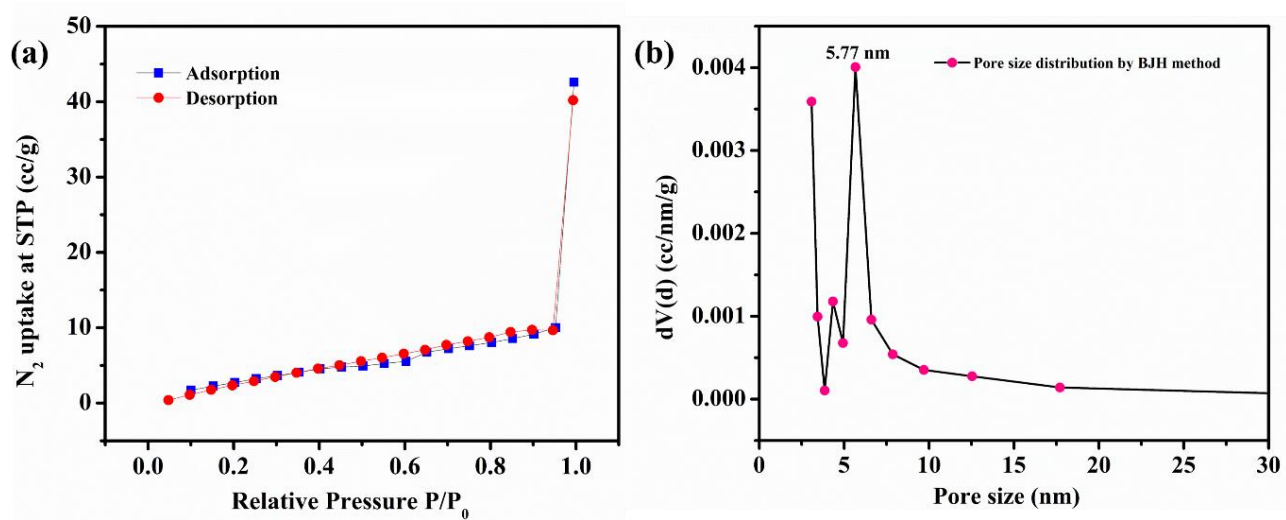 (a)
Adsorption
Desorption
N₂ uptake at STP (cc/g)
50
40
30
20
10
0
0.0 0.2 0.4 0.6 0.8 1.0
Relative Pressure P/P₀
(b)
5.77 nm
Pore size distribution by BJH method
dV(d) (cc/nm/g)
0.004
0.003
0.002
0.001
0.000
0 5 10 15 20 25 30
Pore size (nm)